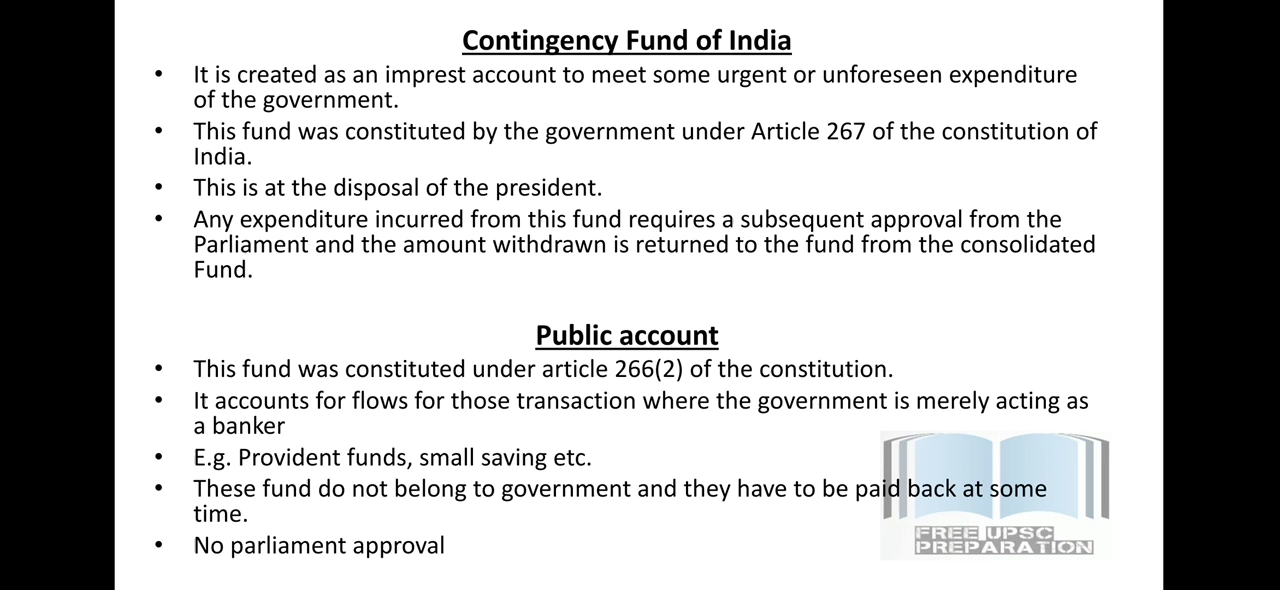 Contingency Fund of India
• It is created as an imprest account to meet some urgent or unforeseen expenditure
of the government.
• This fund was constituted by the government under Article 267 of the constitution of
India.
• This is at the disposal of the president.
• Any expenditure incurred from this fund requires a subsequent approval from the
Parliament and the amount withdrawn is returned to the fund from the consolidated
Fund.
Public account
• This fund was constituted under article 266(2) of the constitution.
• It accounts for flows for those transaction where the government is merely acting as
a banker
• E.g. Provident funds, small saving etc.
• These fund do not belong to government and they have to be paid back at some
time.
• No parliament approval
FREE UPSC
PREPARATION